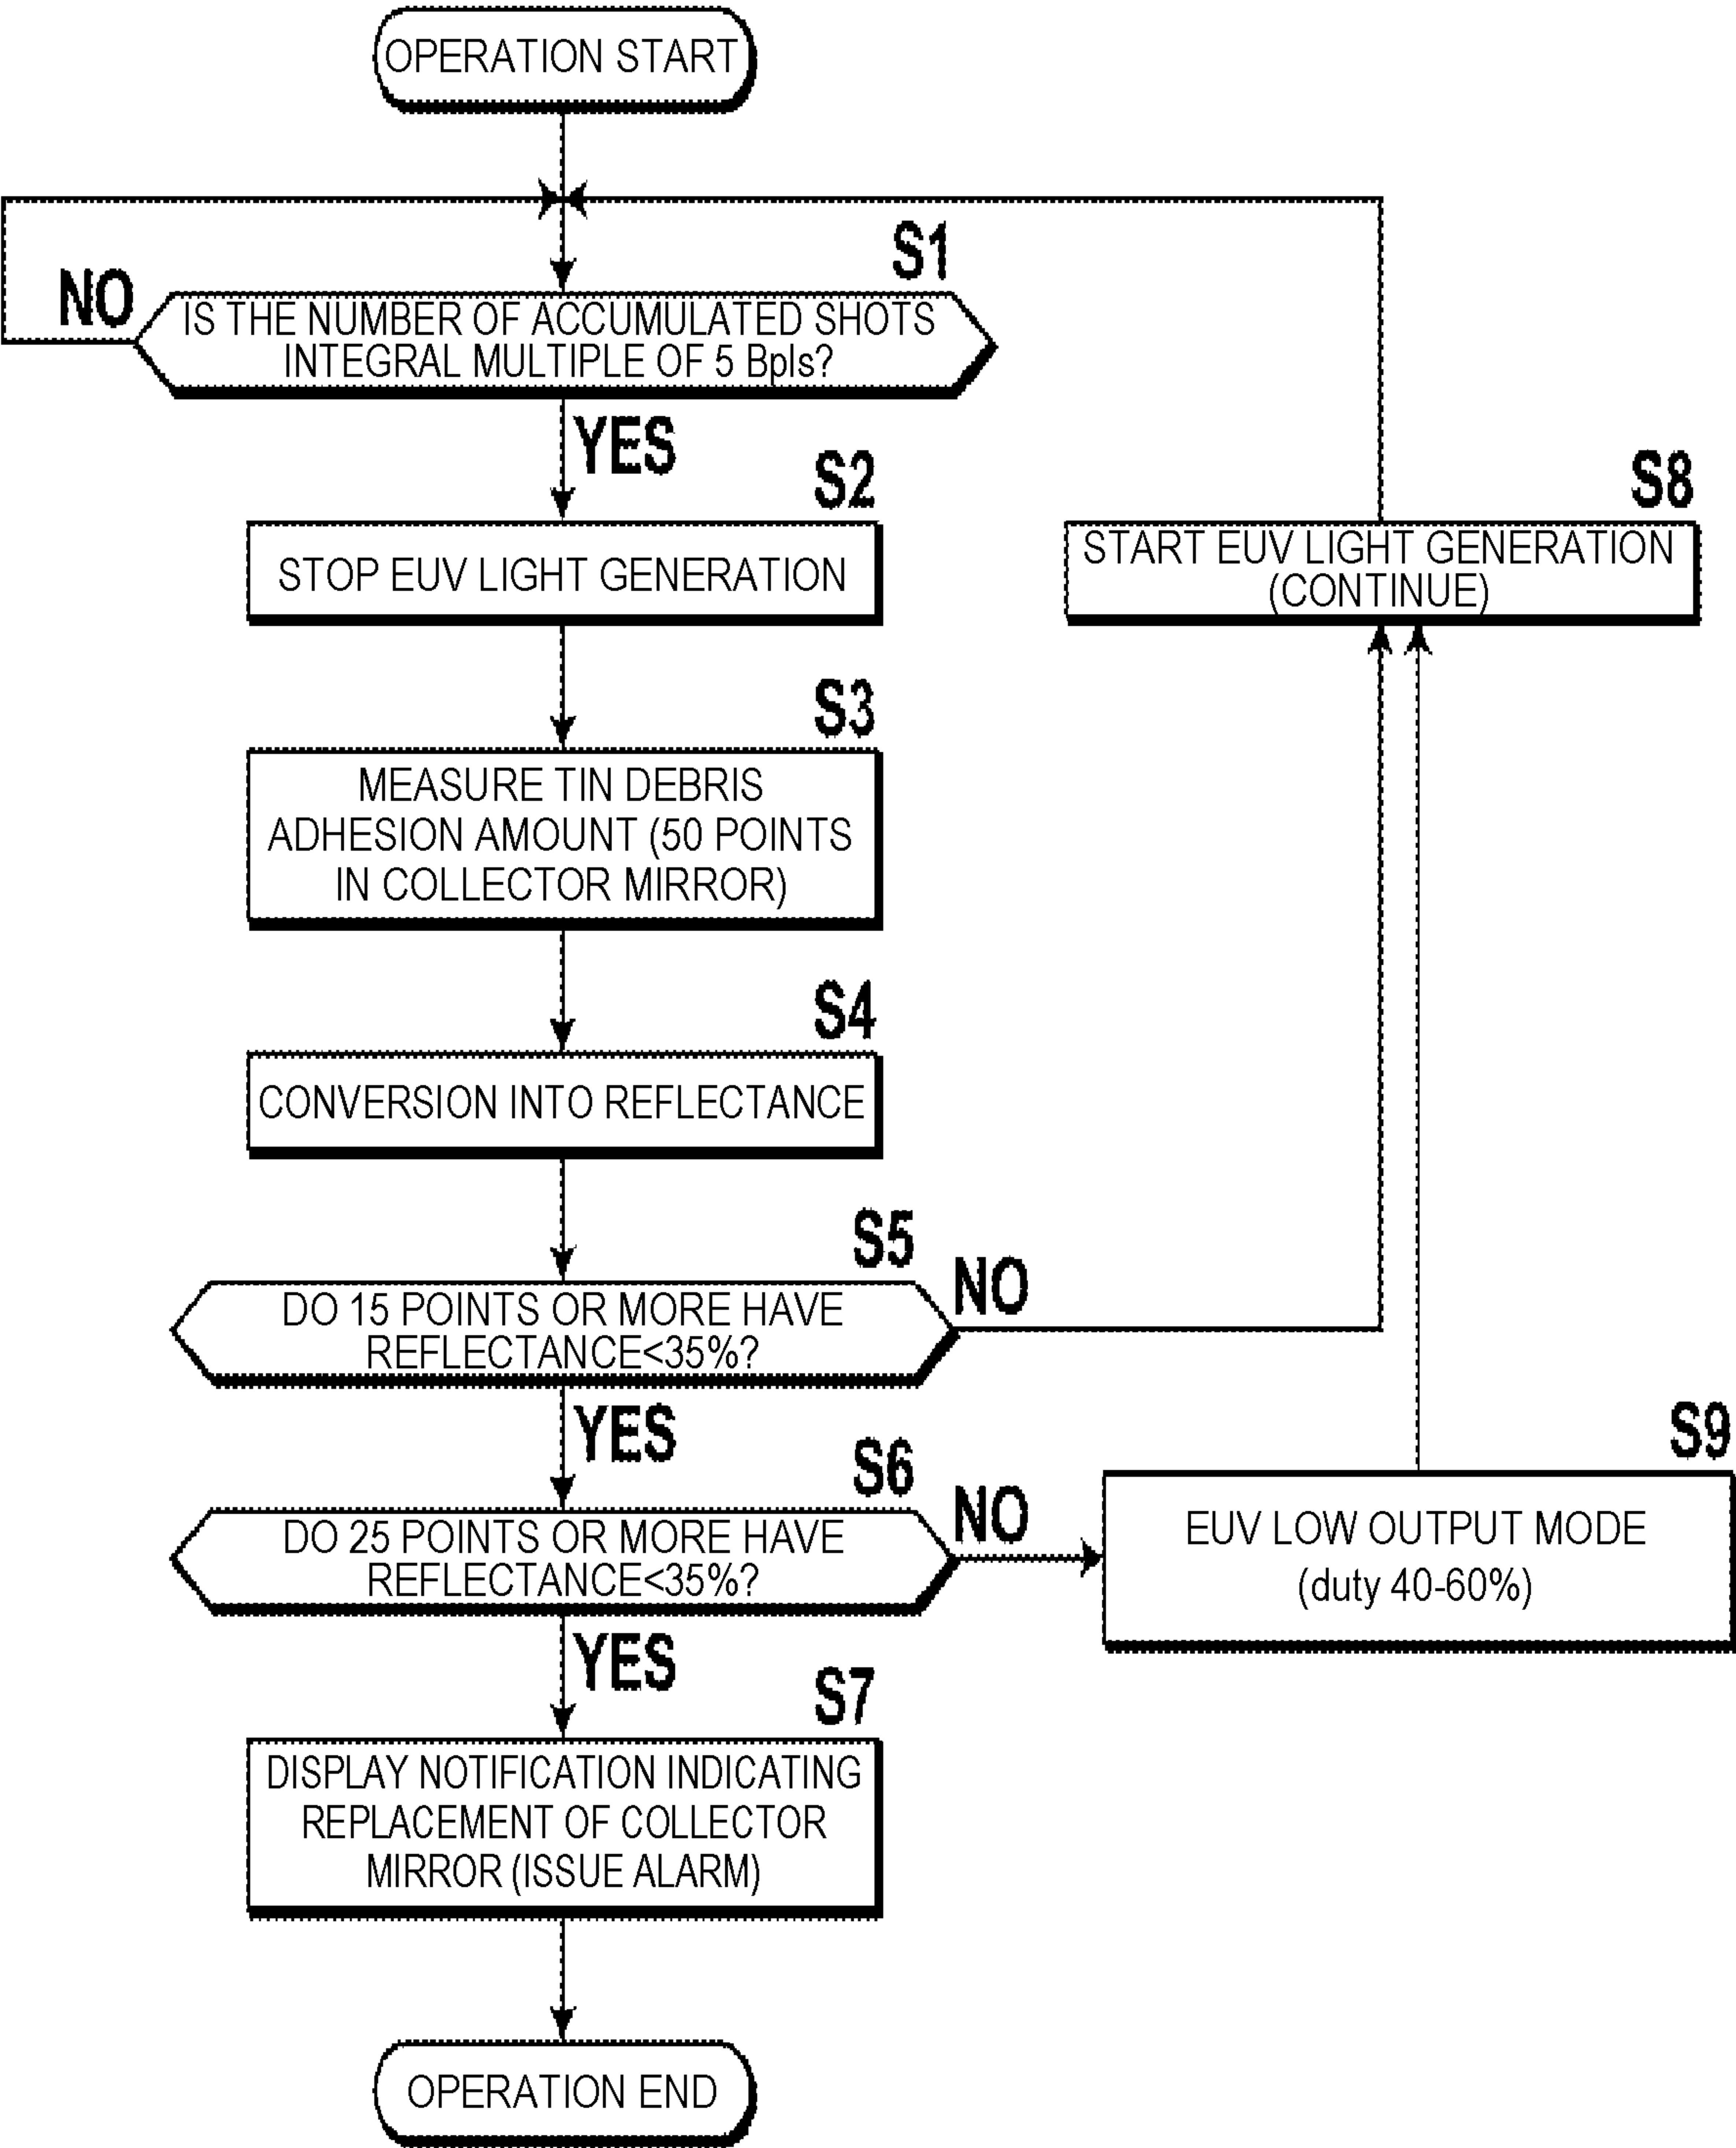 OPERATION START
S1
NO
IS THE NUMBER OF ACCUMULATED SHOTS
INTEGRAL MULTIPLE OF 5 Bpls?
YES
S2
STOP EUV LIGHT GENERATION
S8
START EUV LIGHT GENERATION
(CONTINUE)
S3
MEASURE TIN DEBRIS
ADHESION AMOUNT (50 POINTS
IN COLLECTOR MIRROR)
S4
CONVERSION INTO REFLECTANCE
S5
DO 15 POINTS OR MORE HAVE
REFLECTANCE<35%?
NO
YES
S6
DO 25 POINTS OR MORE HAVE
REFLECTANCE<35%?
NO
S9
EUV LOW OUTPUT MODE
(duty 40-60%)
YES
S7
DISPLAY NOTIFICATION INDICATING
REPLACEMENT OF COLLECTOR
MIRROR (ISSUE ALARM)
OPERATION END